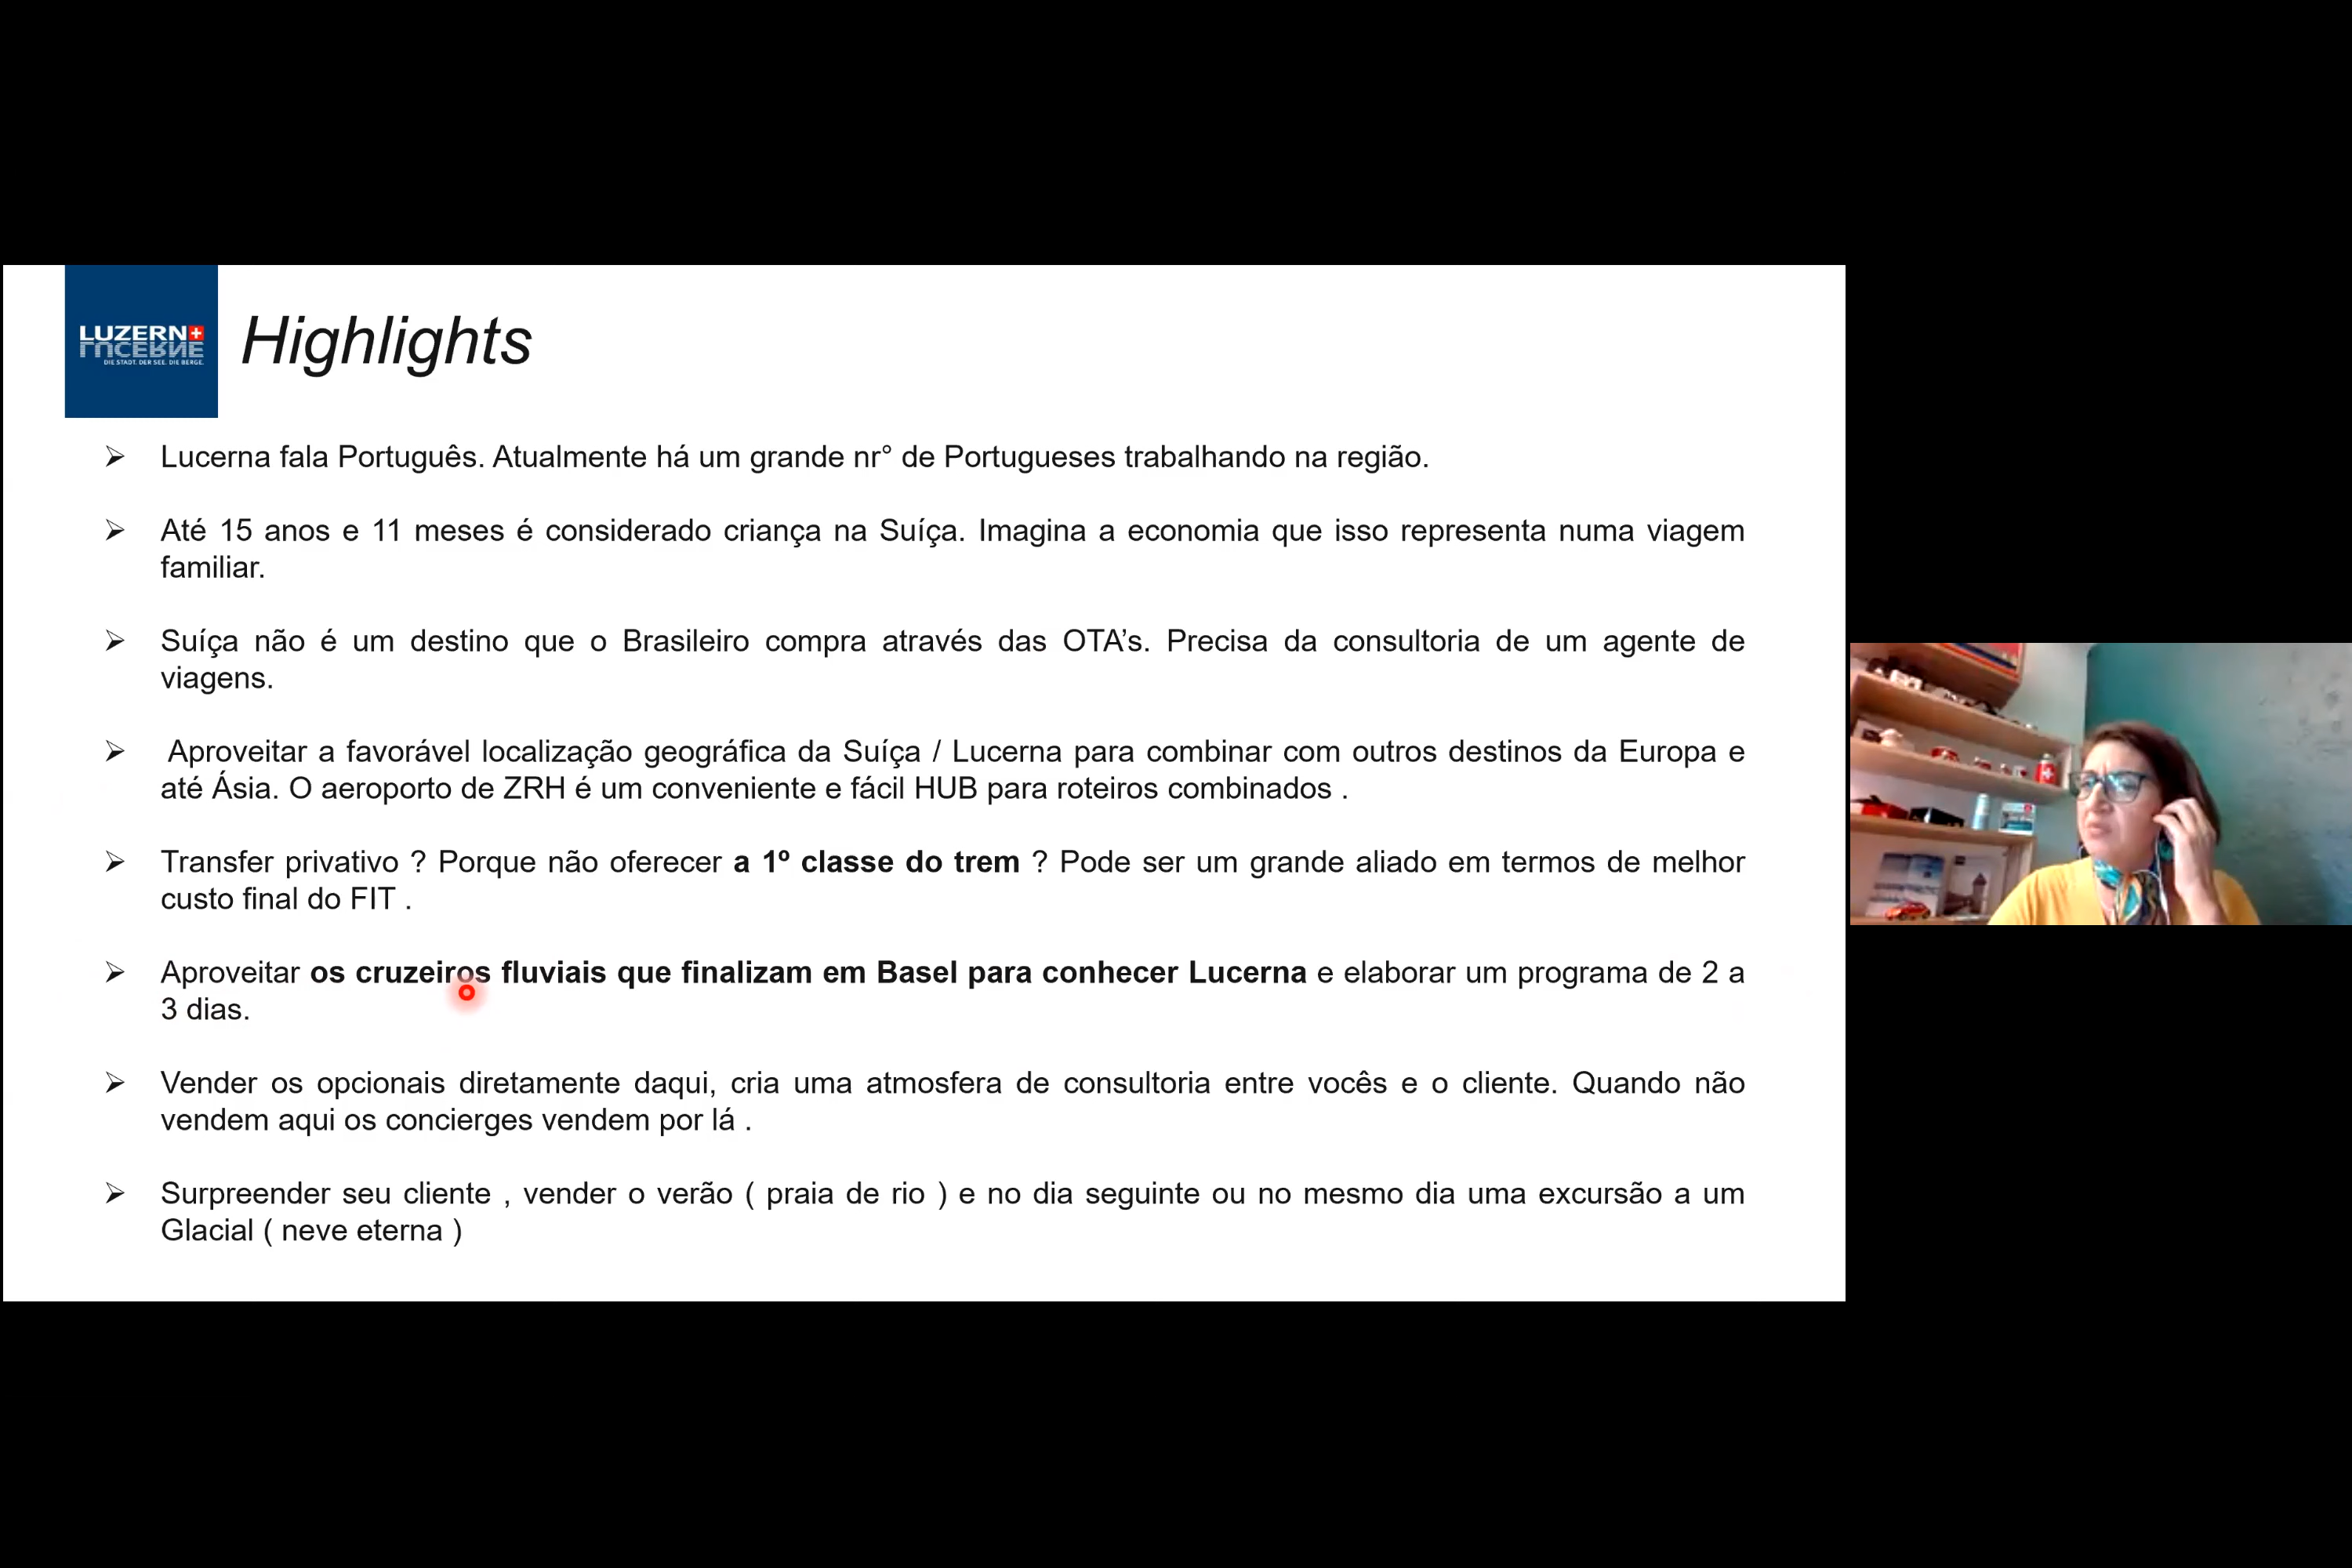 LUZERN
LUCERNE
DIE STADT. DER SEE. DIE BERGE.
Highlights
➢ Lucerna fala Português. Atualmente há um grande nr° de Portugueses trabalhando na região.
➢ Até 15 anos e 11 meses é considerado criança na Suíça. Imagina a economia que isso representa numa viagem
familiar.
➢ Suíça não é um destino que o Brasileiro compra através das OTA’s. Precisa da consultoria de um agente de
viagens.
➢ Aproveitar a favorável localização geográfica da Suíça / Lucerna para combinar com outros destinos da Europa e
até Ásia. O aeroporto de ZRH é um conveniente e fácil HUB para roteiros combinados .
➢ Transfer privativo ? Porque não oferecer a 1º classe do trem ? Pode ser um grande aliado em termos de melhor
custo final do FIT .
➢ Aproveitar os cruzeiros fluviais que finalizam em Basel para conhecer Lucerna e elaborar um programa de 2 a
3 dias.
➢ Vender os opcionais diretamente daqui, cria uma atmosfera de consultoria entre vocês e o cliente. Quando não
vendem aqui os concierges vendem por lá .
➢ Surpreender seu cliente , vender o verão ( praia de rio ) e no dia seguinte ou no mesmo dia uma excursão a um
Glacial ( neve eterna )